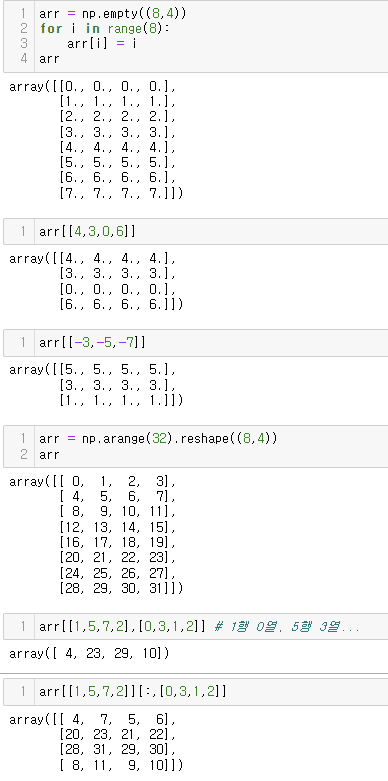 1 arr = np.empty((8,4))
2 for i in range(8):
3     arr[i] = i
4 arr
array([[0., 0., 0., 0.],
       [1., 1., 1., 1.],
       [2., 2., 2., 2.],
       [3., 3., 3., 3.],
       [4., 4., 4., 4.],
       [5., 5., 5., 5.],
       [6., 6., 6., 6.],
       [7., 7., 7., 7.]])
1 arr[[4,3,0,6]]
array([[4., 4., 4., 4.],
       [3., 3., 3., 3.],
       [0., 0., 0., 0.],
       [6., 6., 6., 6.]])
1 arr[[-3,-5,-7]]
array([[5., 5., 5., 5.],
       [3., 3., 3., 3.],
       [1., 1., 1., 1.]])
1 arr = np.arange(32).reshape((8,4))
2 arr
array([[ 0,  1,  2,  3],
       [ 4,  5,  6,  7],
       [ 8,  9, 10, 11],
       [12, 13, 14, 15],
       [16, 17, 18, 19],
       [20, 21, 22, 23],
       [24, 25, 26, 27],
       [28, 29, 30, 31]])
1 arr[[1,5,7,2],[0,3,1,2]] # 1행 0열, 5행 3열...
array([ 4, 23, 29, 10])
1 arr[[1,5,7,2]][:,[0,3,1,2]]
array([[ 4,  7,  5,  6],
       [20, 23, 21, 22],
       [28, 31, 29, 30],
       [ 8, 11,  9, 10]])